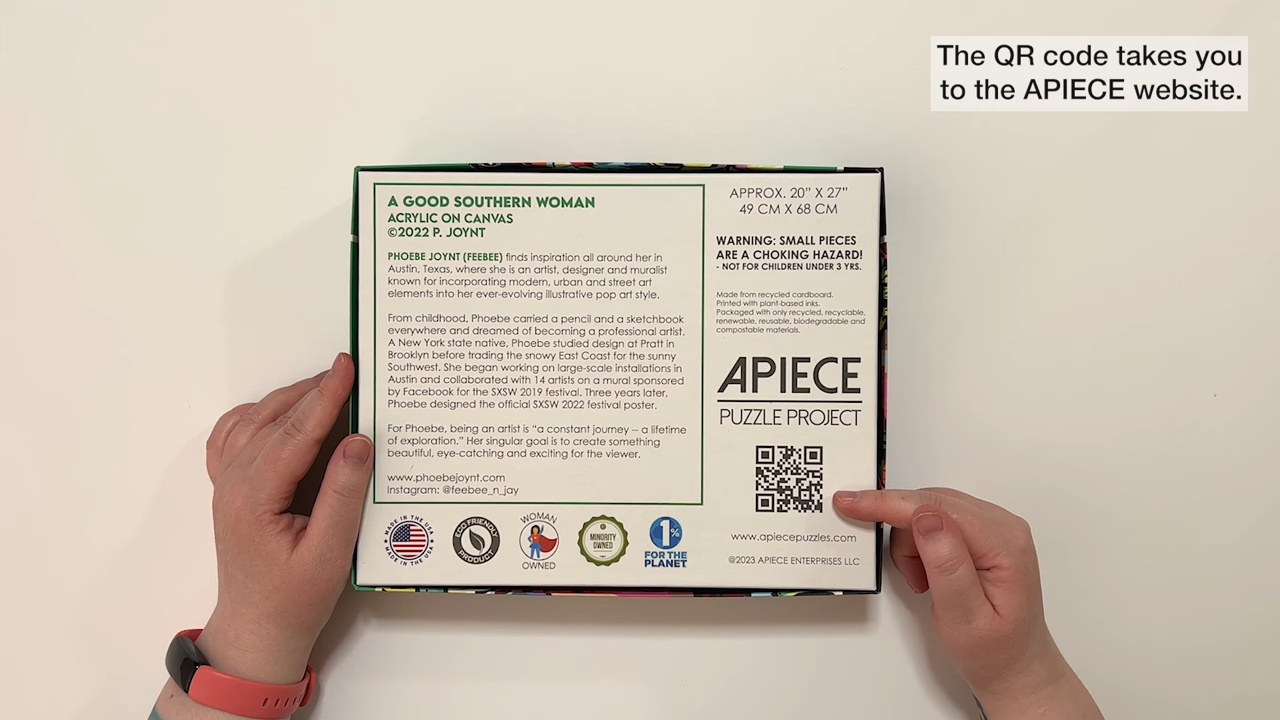 The QR code takes you
to the APIECE website.
A GOOD SOUTHERN WOMAN
ACRYLIC ON CANVAS
©2022 P. JOYNT
PHOEBE JOYNT (FEEBEE) finds inspiration all around her in
Austin, Texas, where she is an artist, designer and muralist
known for incorporating modern, urban and street art
elements into her ever-evolving illustrative pop art style.
From childhood, Phoebe carried a pencil and a sketchbook
everywhere and dreamed of becoming a professional artist.
A New York state native, Phoebe studied design at Pratt in
Brooklyn before trading the snowy East Coast for the sunny
Southwest. She began working on large-scale installations in
Austin and collaborated with 14 artists on a mural sponsored
by Facebook for the SXSW 2019 festival. Three years later,
Phoebe designed the official SXSW 2022 festival poster.
For Phoebe, being an artist is “a constant journey -- a lifetime
of exploration.” Her singular goal is to create something
beautiful, eye-catching and exciting for the viewer.
www.phoebejoynt.com
Instagram: @feebee_n_jay
MADE IN THE USA
MADE IN THE USA
ECO FRIENDLY
PRODUCT
WOMAN
OWNED
MINORITY
OWNED
1%
FOR THE
PLANET
APPROX. 20” X 27”
49 CM X 68 CM
WARNING: SMALL PIECES
ARE A CHOKING HAZARD!
- NOT FOR CHILDREN UNDER 3 YRS.
Made from recycled cardboard.
Printed with plant-based inks.
Packaged with only recycled, recyclable,
renewable, reusable, biodegradable and
compostable materials.
APIECE
PUZZLE PROJECT
www.apiecepuzzles.com
©2023 APIECE ENTERPRISES LLC